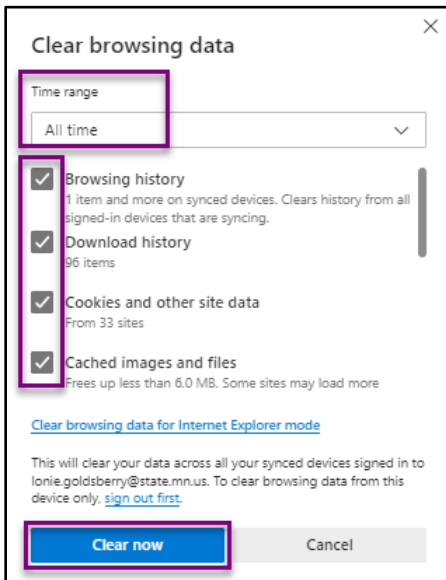 Clear browsing data
Time range
All time
Browsing history
1 item and more on synced devices. Clears history from all
signed-in devices that are syncing.
Download history
96 items
Cookies and other site data
From 33 sites
Cached images and files
Frees up less than 6.0 MB. Some sites may load more
Clear browsing data for Internet Explorer mode
This will clear your data across all your synced devices signed in to
lonie.goldsberry@state.mn.us. To clear browsing data from this
device only, sign out first.
Clear now
Cancel